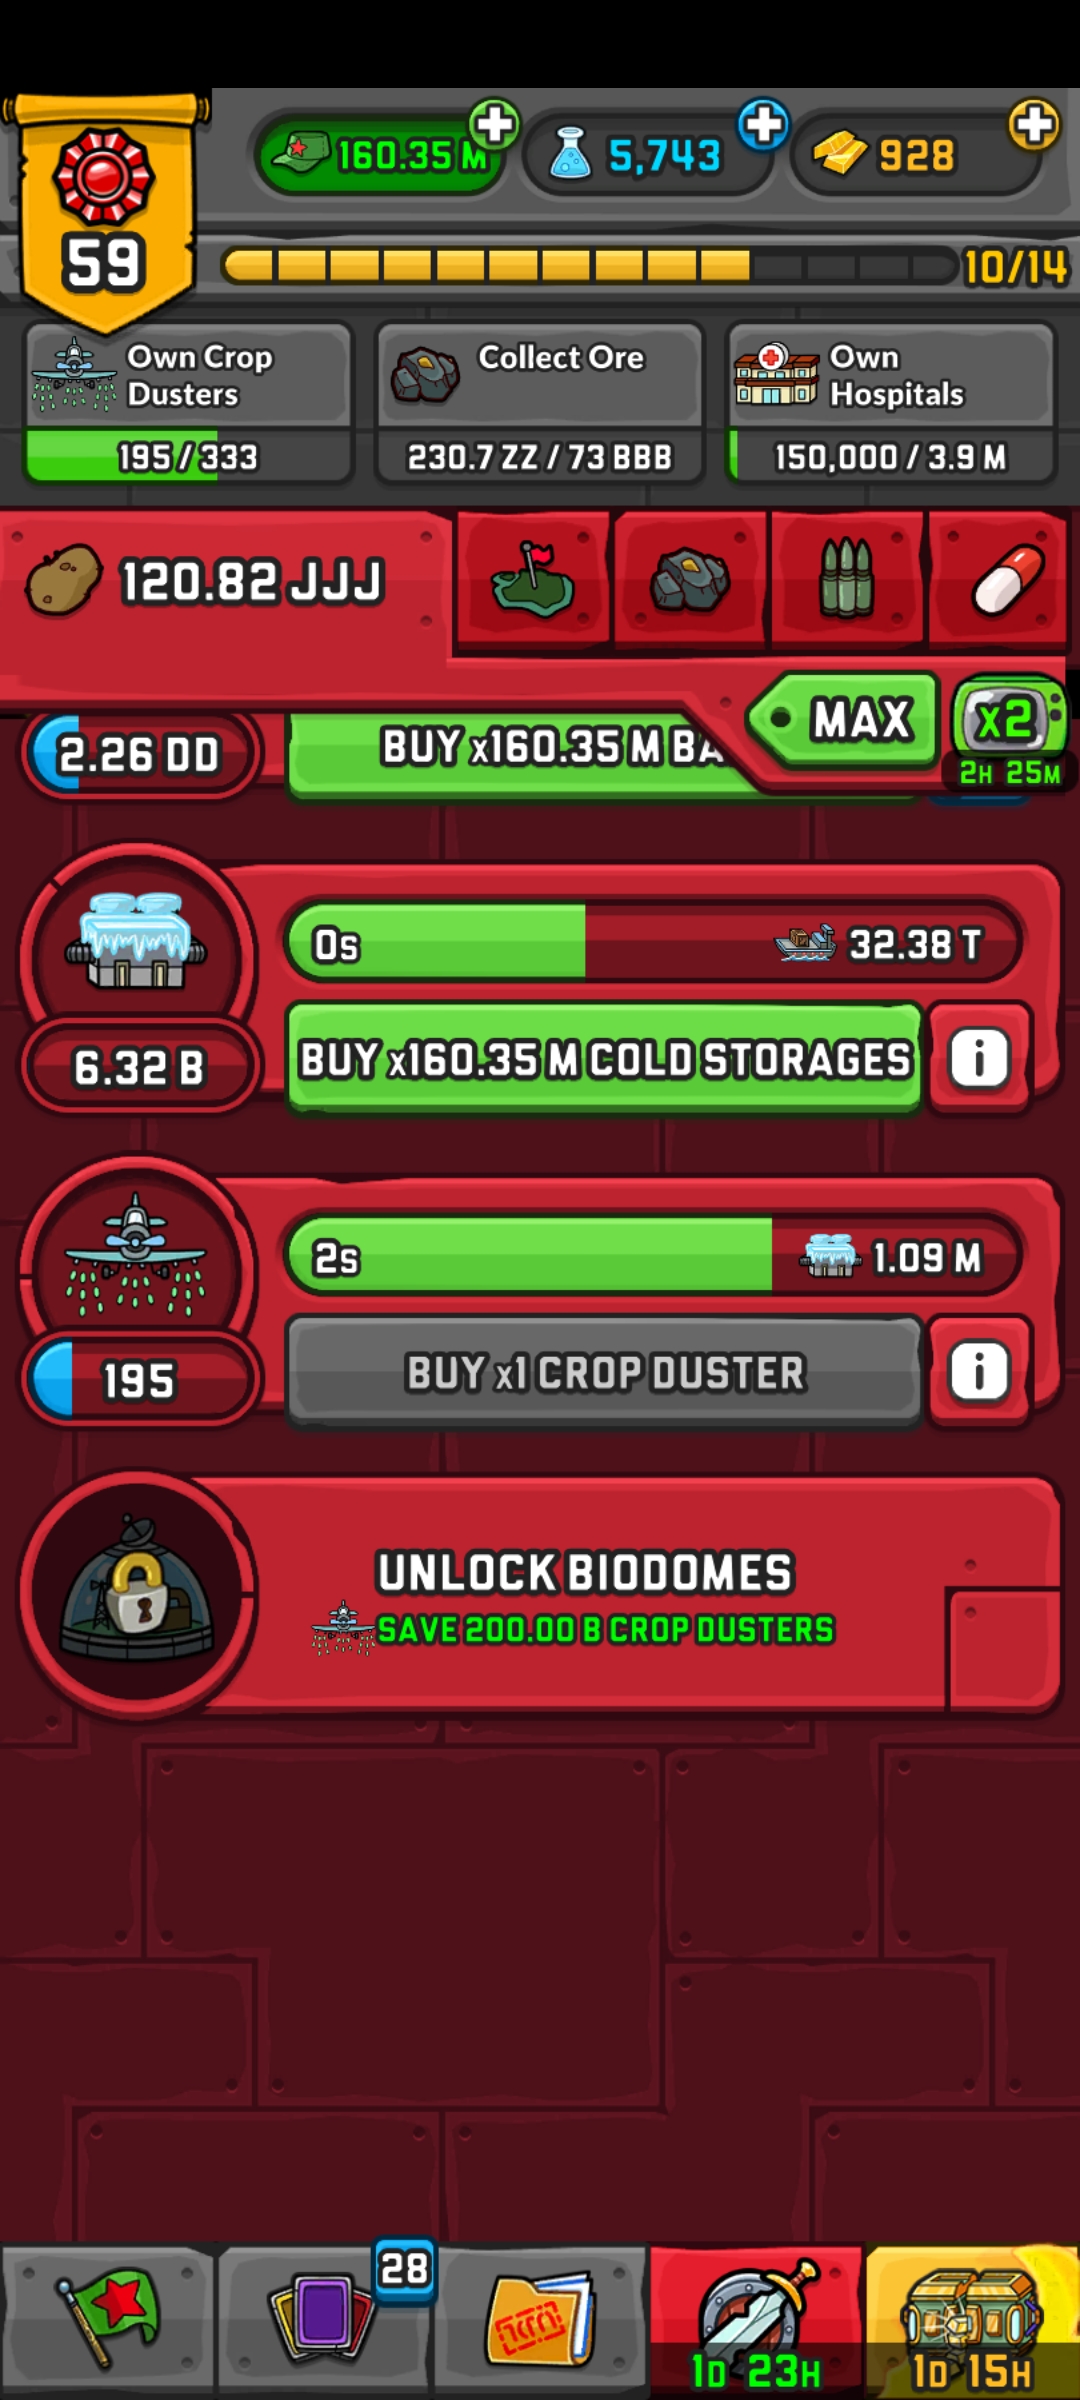 160.35 M
5,743
928
59
10/14
Own Crop
Dusters
195/333
Collect Ore
230.7 ZZ / 73 BBB
Own
Hospitals
150,000 / 3.9 M
120.82 JJJ
MAX
x2
2H 25M
2.26 DD
BUY x160.35 M BA
0s
32.38 T
6.32 B
BUY x160.35 M COLD STORAGES
i
2s
1.09 M
195
BUY x1 CROP DUSTER
i
UNLOCK BIODOMES
SAVE 200.00 B CROP DUSTERS
28
1D 23H
1D 15H